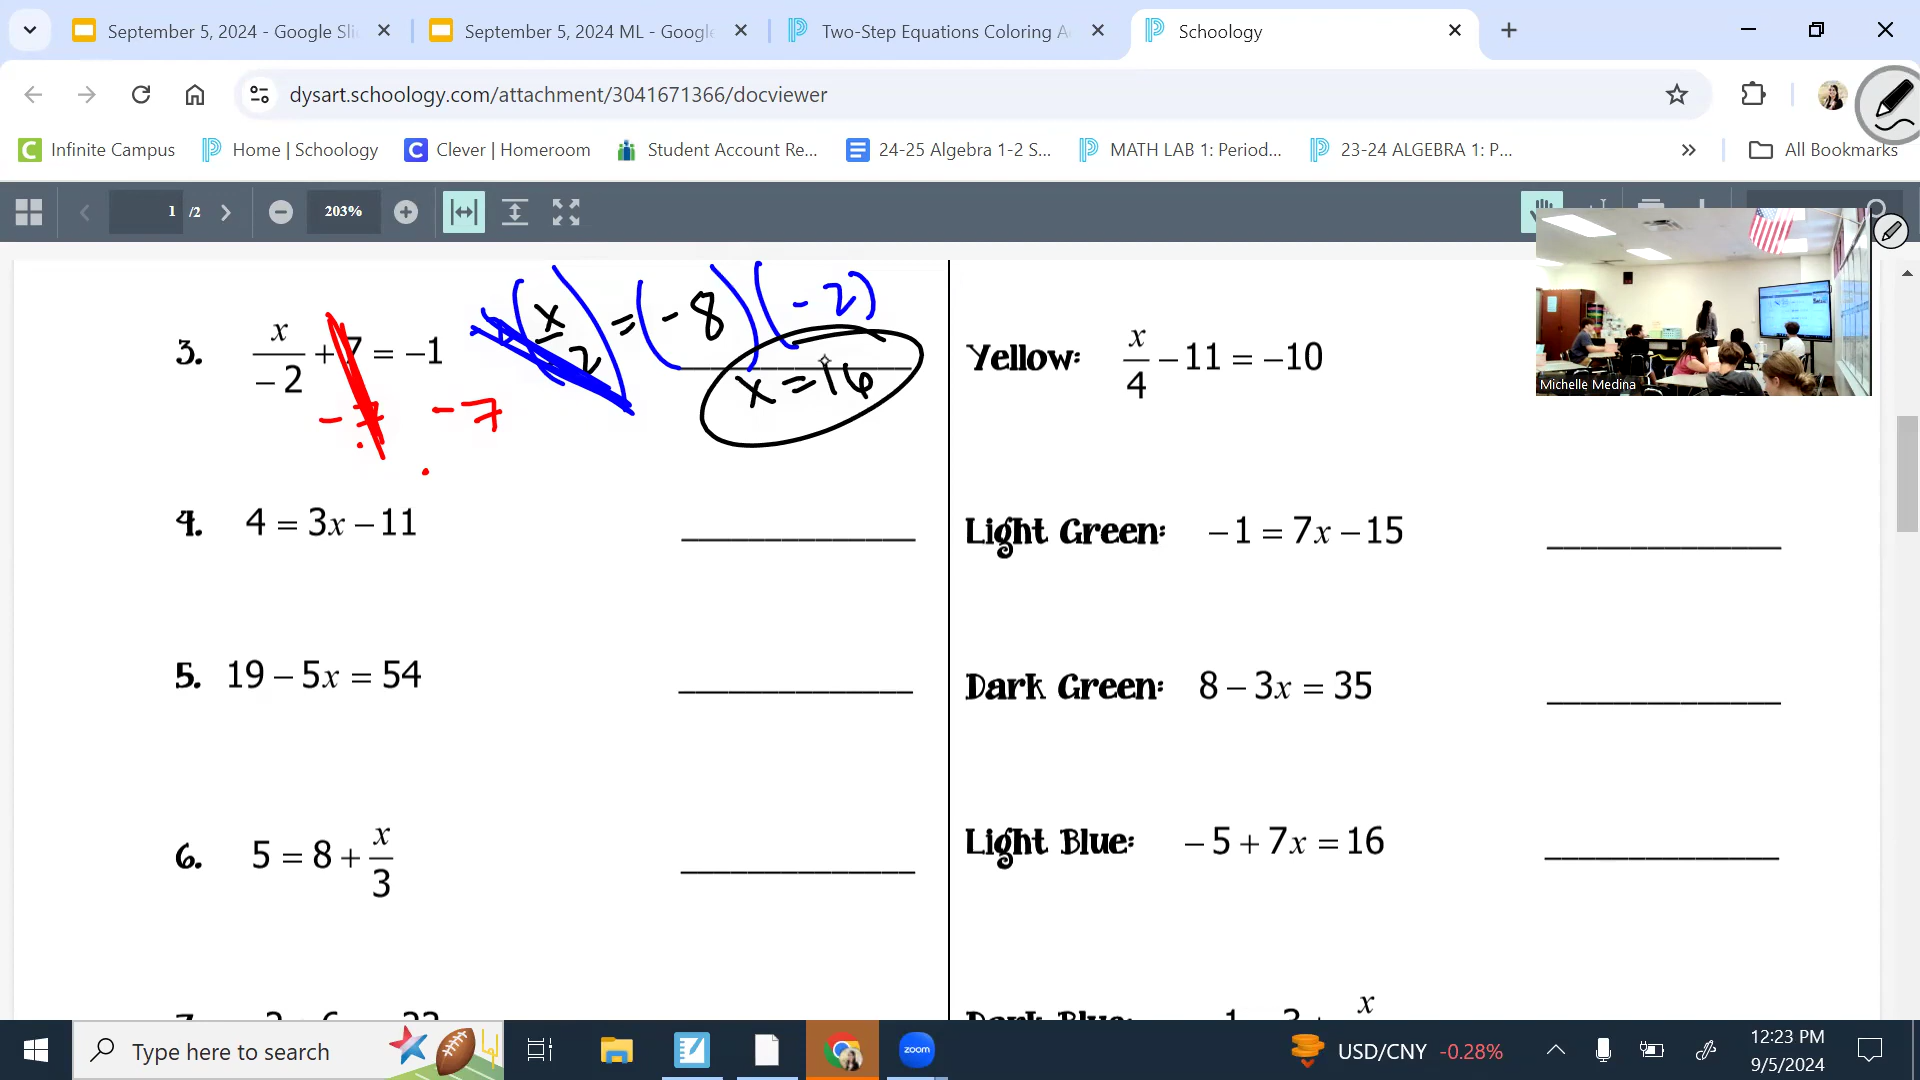 September 5, 2024 - Google Sli
September 5, 2024 ML - Googl
Two-Step Equations Coloring A
Schoology
dysart.schoology.com/attachment/3041671366/docviewer
Infinite Campus
Home | Schoology
Clever | Homeroom
Student Account Re...
24-25 Algebra 1-2 S...
MATH LAB 1: Period...
23-24 ALGEBRA 1: P...
»
All Bookmarks
1 /2
203%
3. x/-2 + 7 = -1
- 7 - 7
x/-2 = (-8)(-2)
x = 16
4. 4 = 3x - 11
5. 19 - 5x = 54
6. 5 = 8 + x/3
Yellow: x/4 - 11 = -10
Light Green: -1 = 7x - 15
Dark Green: 8 - 3x = 35
Light Blue: -5 + 7x = 16
Dark Blue:
Michelle Medina
Type here to search
zoom
USD/CNY -0.28%
12:23 PM
9/5/2024